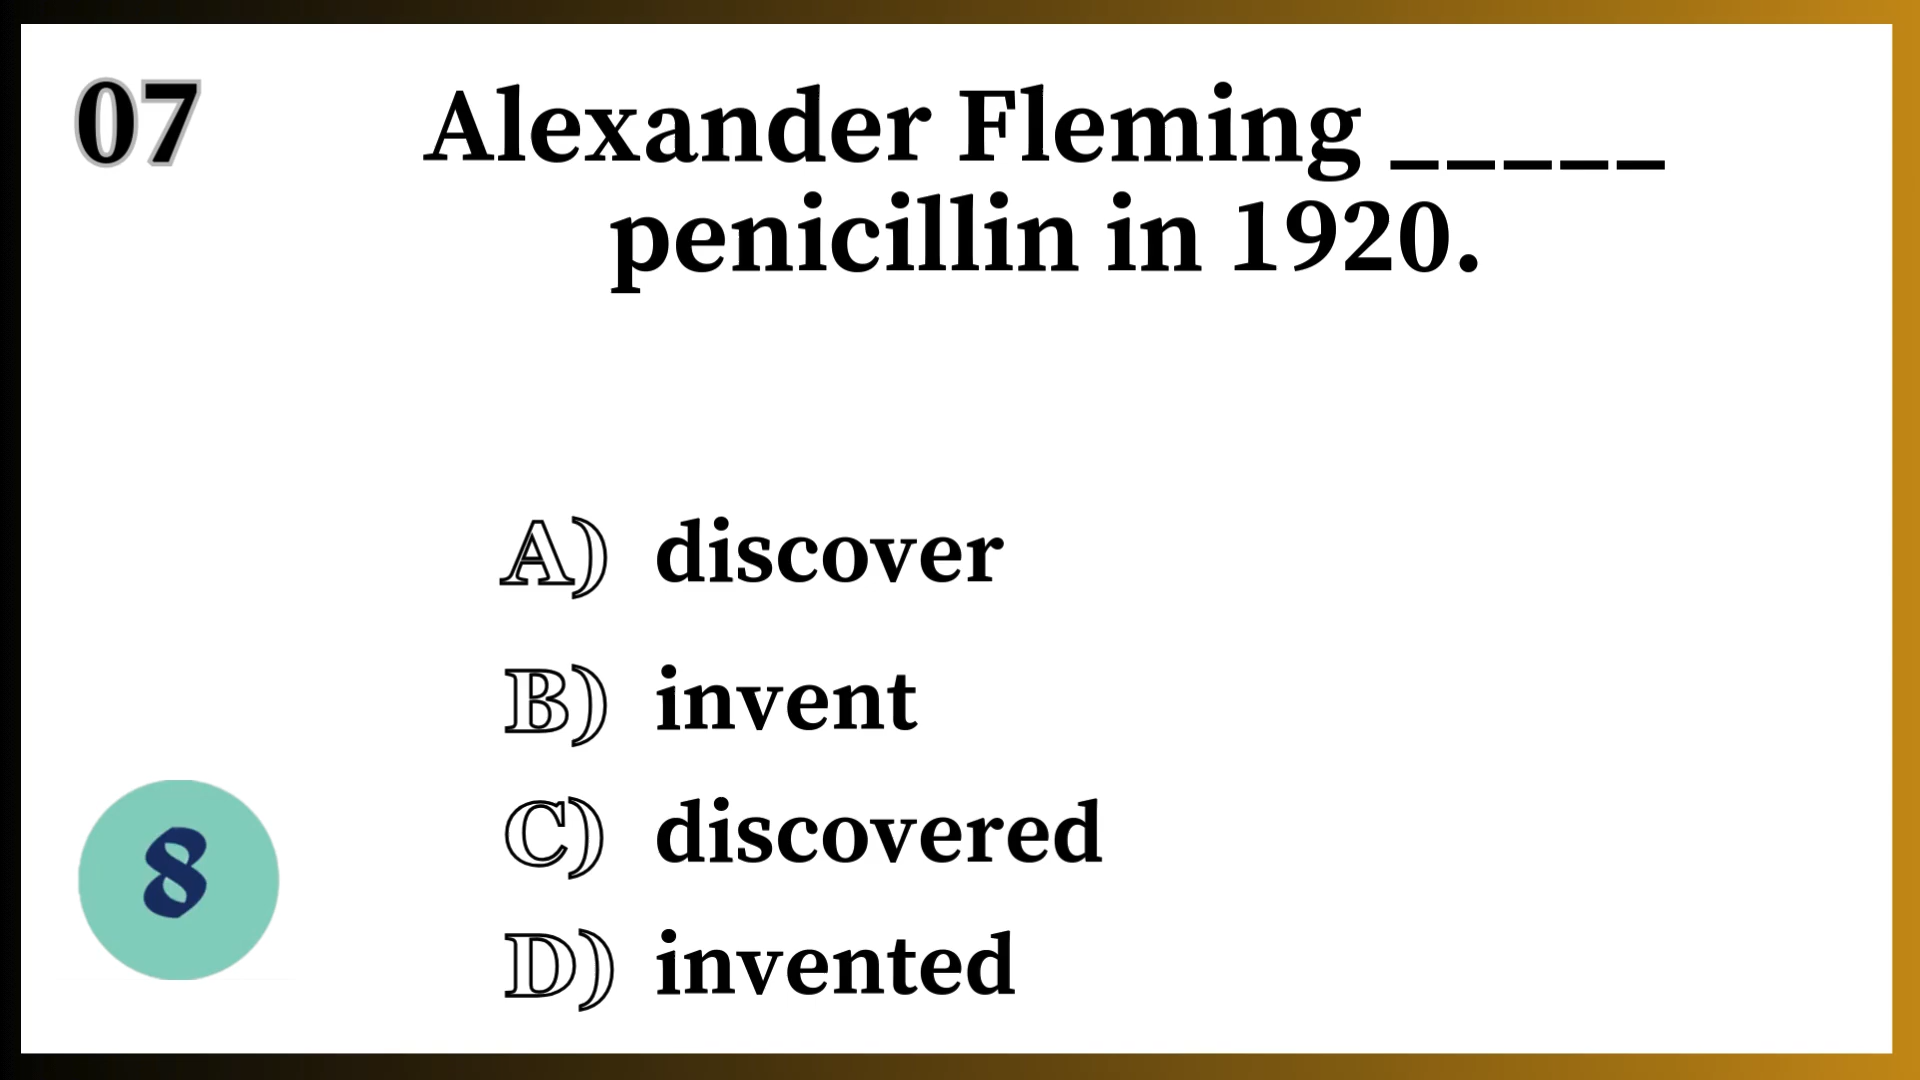 07
Alexander Fleming _____
penicillin in 1920.
A) discover
B) invent
C) discovered
D) invented
8